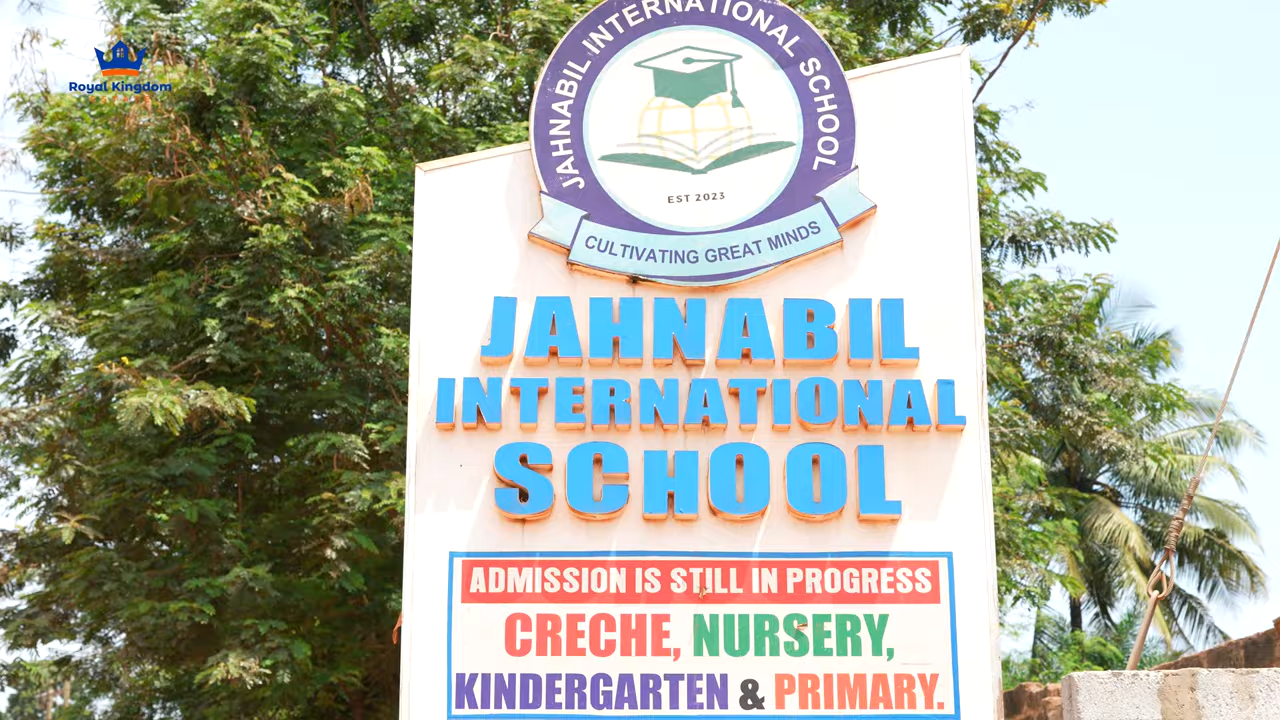 Royal Kingdom
JAHNABIL INTERNATIONAL SCHOOL
EST 2023
CULTIVATING GREAT MINDS
JAHNABIL
INTERNATIONAL
SCHOOL
ADMISSION IS STILL IN PROGRESS
CRECHE, NURSERY,
KINDERGARTEN & PRIMARY.